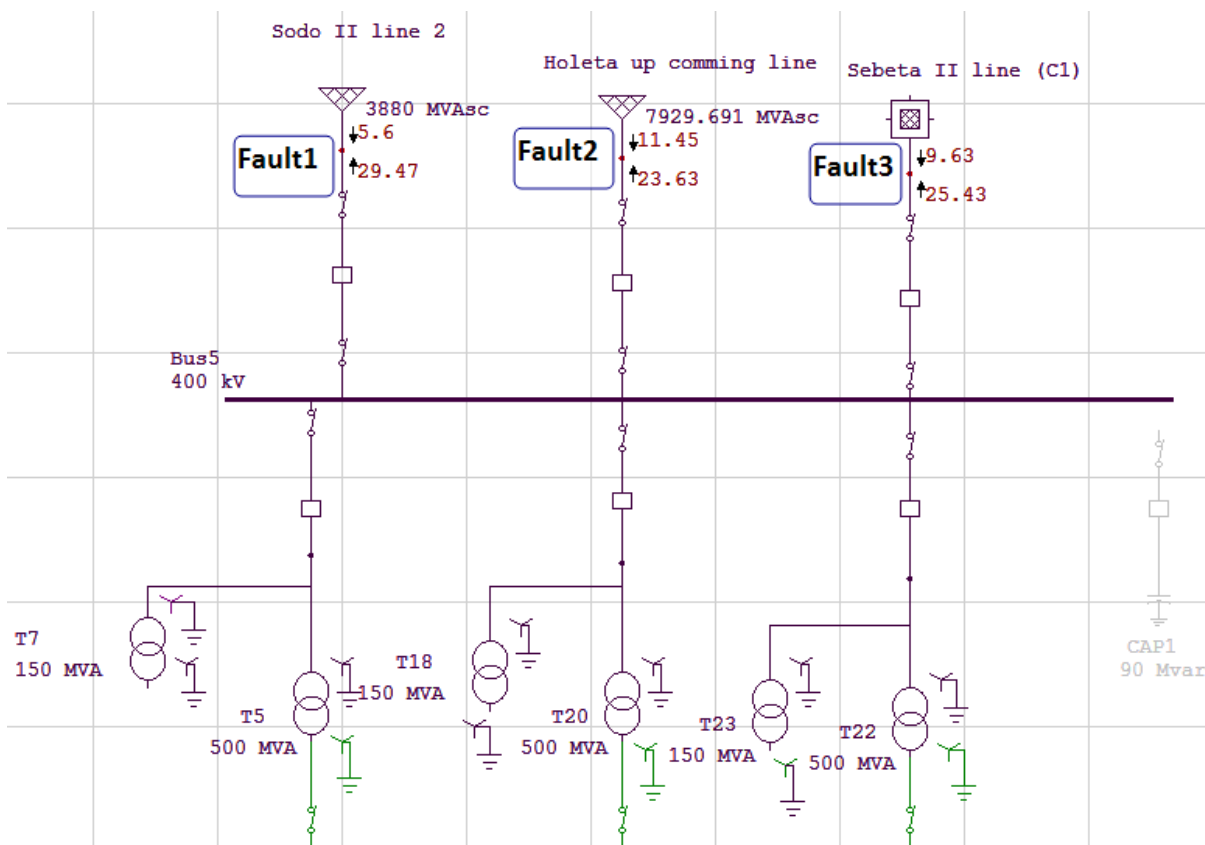 Sodo II line 2
Holeta up comming line
Sebeta II line (C1)
3880 MVAsc
7929.691 MVAsc
Fault1
5.6
29.47
Fault2
11.45
23.63
Fault3
9.63
25.43
Bus5
400 kV
T7
150 MVA
T5
500 MVA
T18
150 MVA
T20
500 MVA
T23
150 MVA
T22
500 MVA
CAP1
90 Mvar